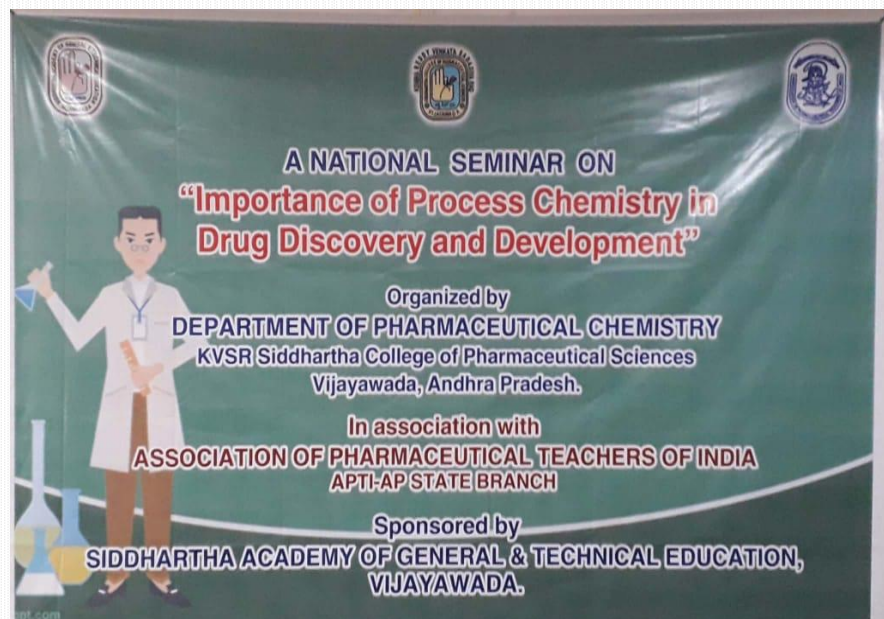 A NATIONAL SEMINAR ON
“Importance of Process Chemistry in
Drug Discovery and Development”
Organized by
DEPARTMENT OF PHARMACEUTICAL CHEMISTRY
KVSR Siddhartha College of Pharmaceutical Sciences
Vijayawada, Andhra Pradesh.
In association with
ASSOCIATION OF PHARMACEUTICAL TEACHERS OF INDIA
APTI-AP STATE BRANCH
Sponsored by
SIDDHARTHA ACADEMY OF GENERAL & TECHNICAL EDUCATION,
VIJAYAWADA.